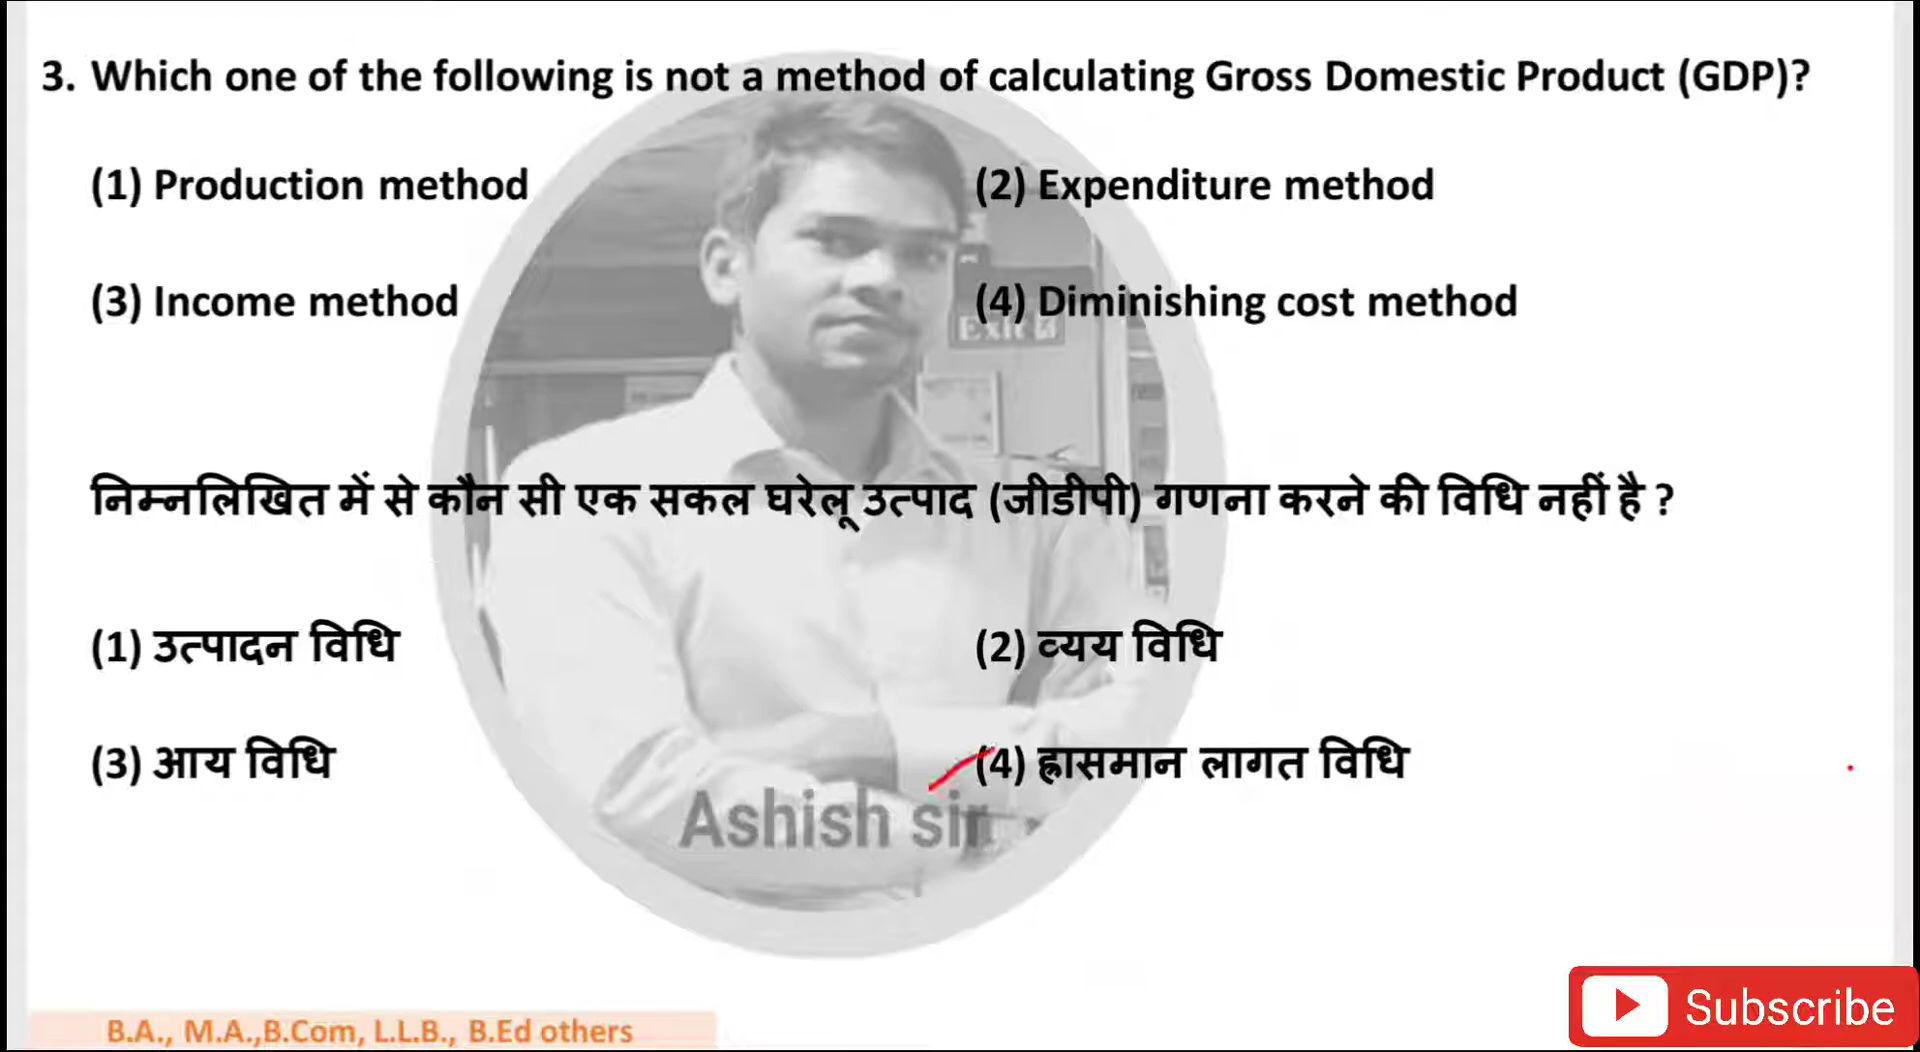 3. Which one of the following is not a method of calculating Gross Domestic Product (GDP)?
(1) Production method (2) Expenditure method
(3) Income method (4) Diminishing cost method
Exit
निम्नलिखित में से कौन सी एक सकल घरेलू उत्पाद (जीडीपी) गणना करने की विधि नहीं है ?
(1) उत्पादन विधि (2) व्यय विधि
(3) आय विधि (4) ह्रासमान लागत विधि
Ashish sir
B.A., M.A.,B.Com, L.L.B., B.Ed others
Subscribe